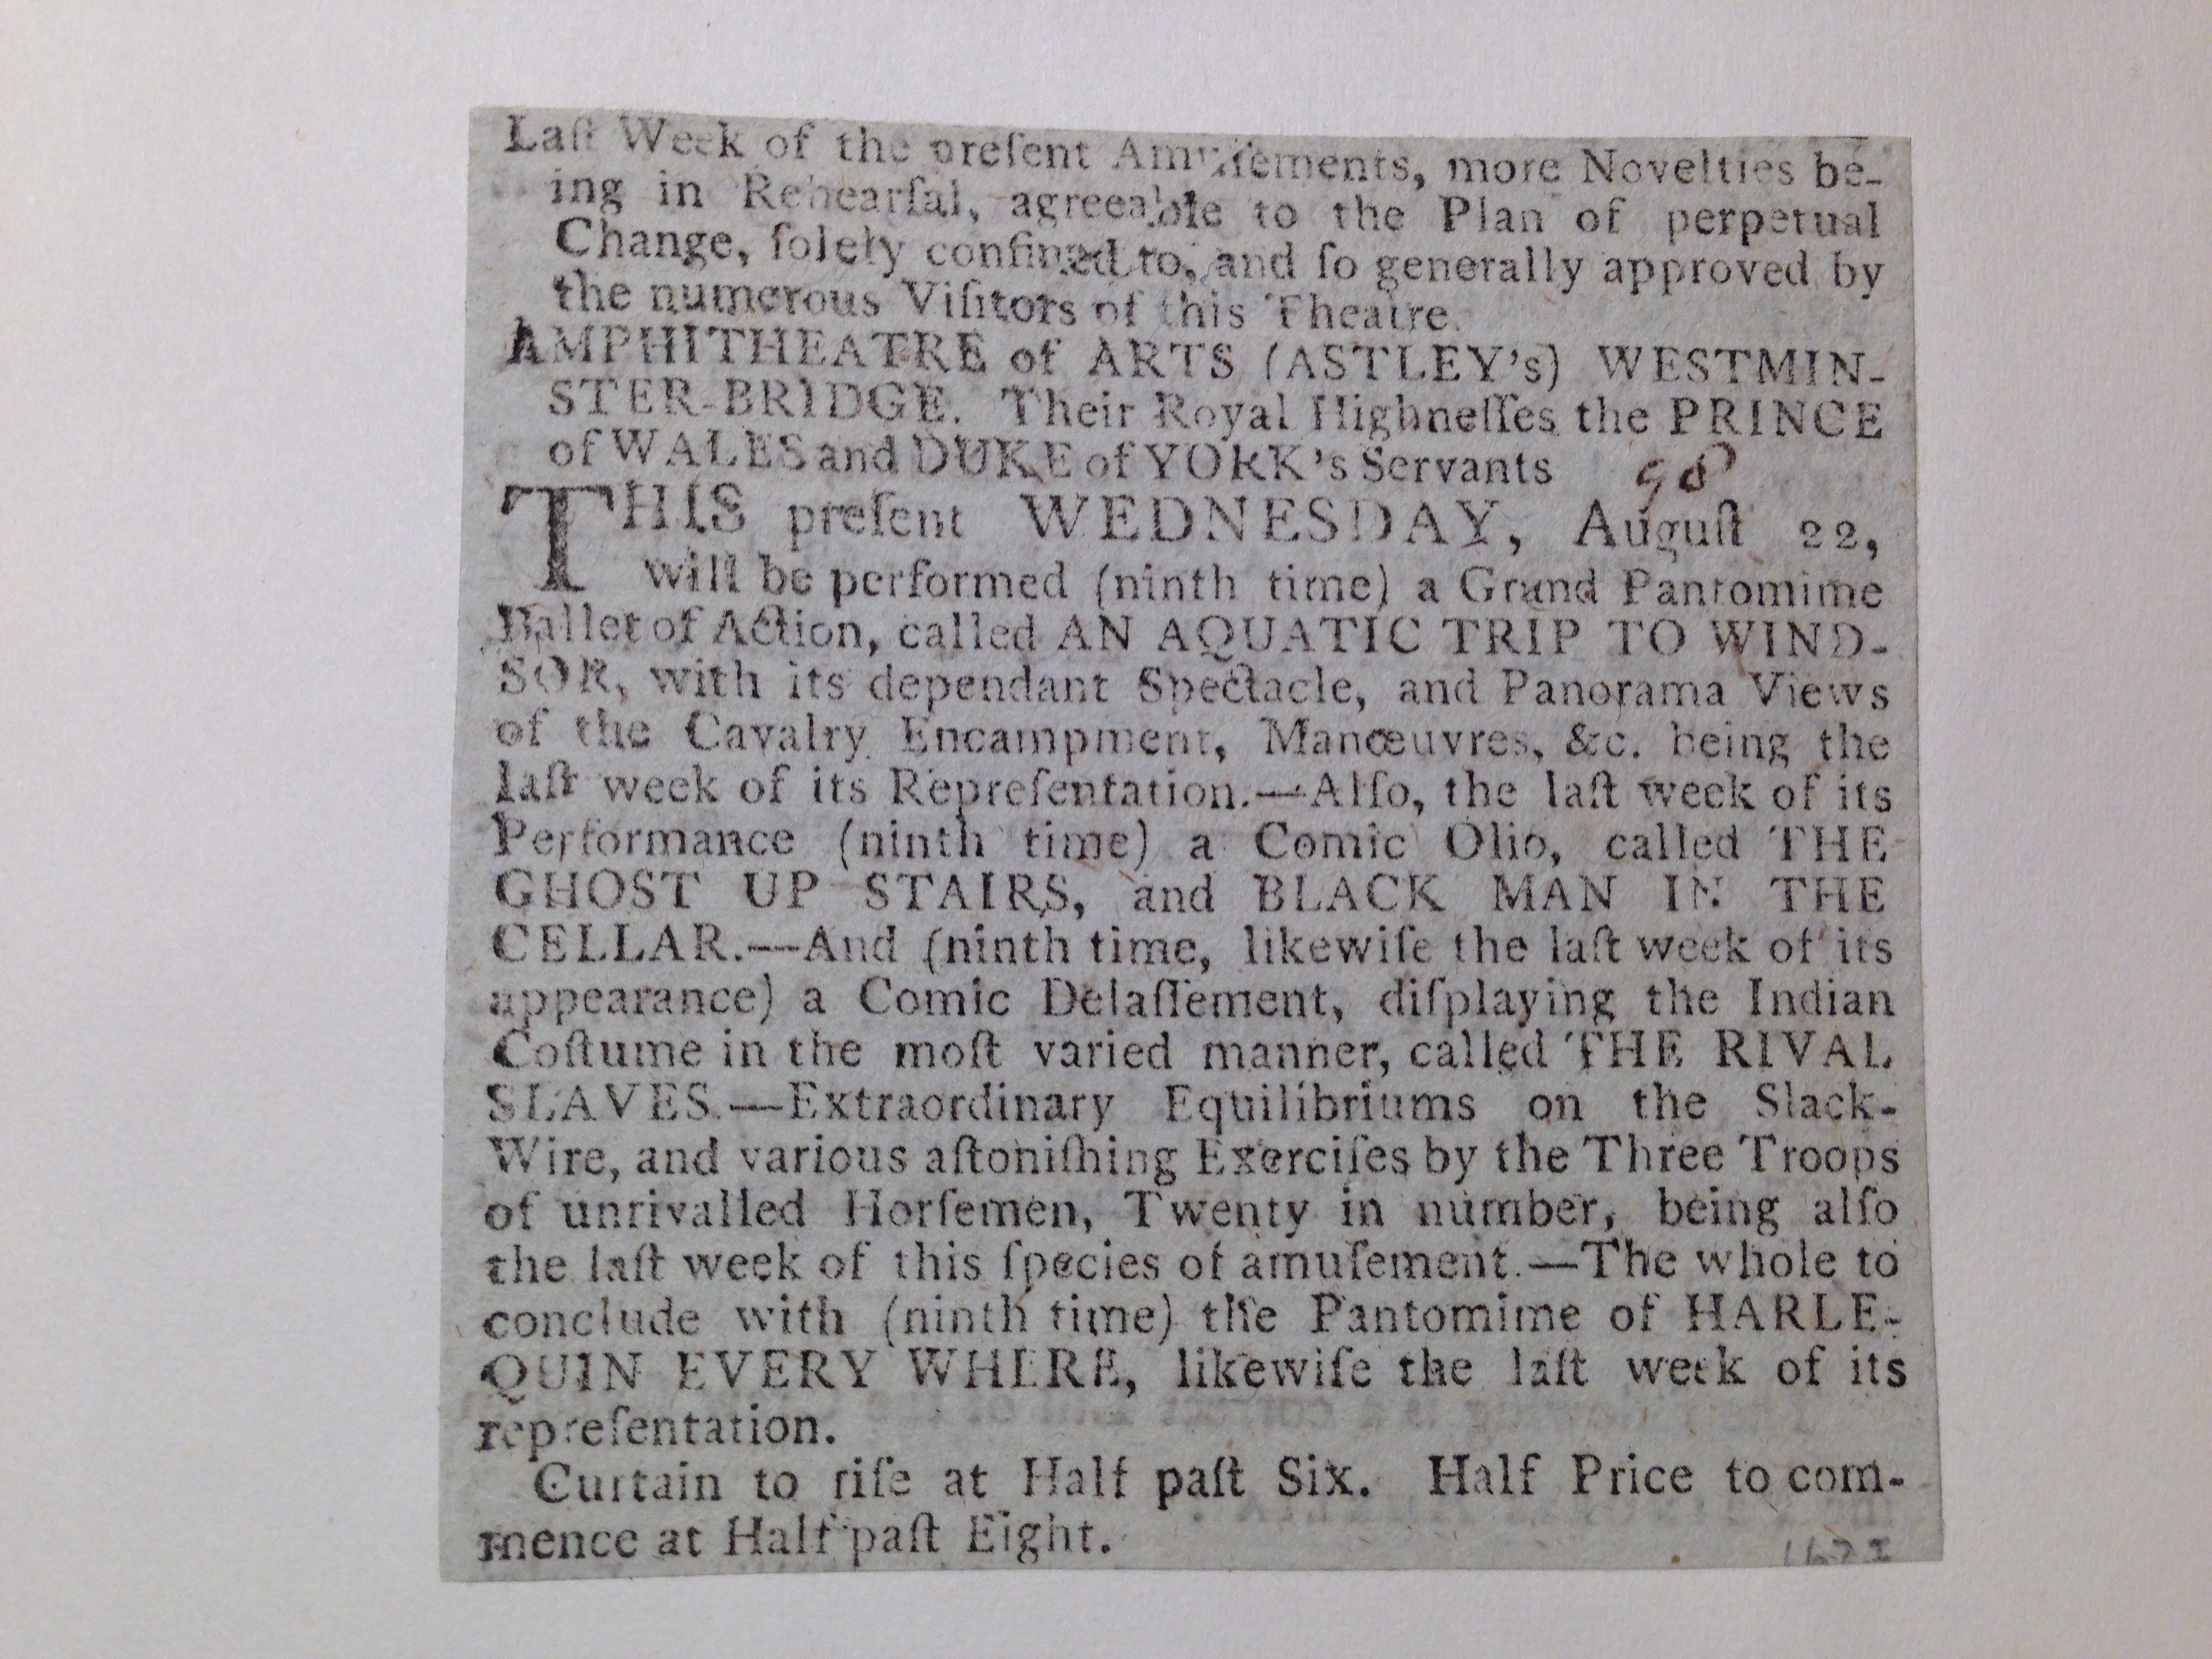 Laſt Week of the preſent Amuſements, more Novelties be-
ing in Rehearſal, agreeable to the Plan of perpetual
Change, ſolely confined to, and ſo generally approved by
the numerous Viſitors of this Theatre.
AMPHITHEATRE of ARTS (ASTLEY's) WESTMIN-
STER-BRIDGE. Their Royal Highneſſes the PRINCE
of WALES and DUKE of YORK's Servants 98
THIS preſent WEDNESDAY, Auguſt 22,
will be performed (ninth time) a Grand Pantomime
Ballet of Action, called AN AQUATIC TRIP TO WIND-
SOR, with its dependant Spectacle, and Panorama Views
of the Cavalry Encampment, Manœuvres, &c. being the
laſt week of its Repreſentation.—Alſo, the laſt week of its
Performance (ninth time) a Comic Olio, called THE
GHOST UP STAIRS, and BLACK MAN IN THE
CELLAR.—And (ninth time, likewiſe the laſt week of its
appearance) a Comic Delaſſement, diſplaying the Indian
Coſtume in the moſt varied manner, called THE RIVAL
SLAVES.—Extraordinary Equilibriums on the Slack-
Wire, and various aſtoniſhing Exerciſes by the Three Troops
of unrivalled Horſemen, Twenty in number, being alſo
the laſt week of this ſpecies of amuſement.—The whole to
conclude with (ninth time) the Pantomime of HARLE-
QUIN EVERY WHERE, likewiſe the laſt week of its
repreſentation.
Curtain to riſe at Half paſt Six. Half Price to com-
mence at Half paſt Eight.